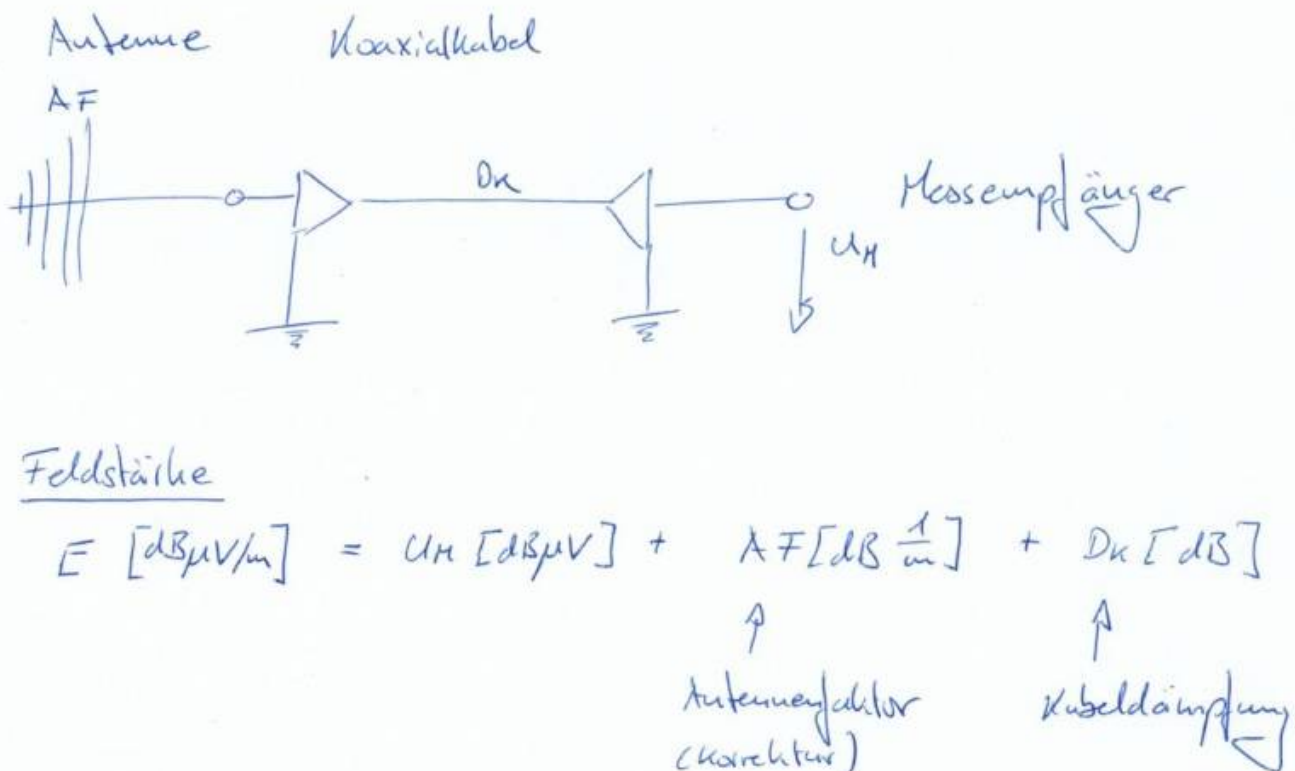 Antenne Koaxialkabel
AF
DK
Messempfänger
UM
Feldstärke
E [dBµV/m] = UM [dBµV] + AF [dB 1/m] + DK [dB]
Antennenfaktor Kabeldämpfung
(Korrektur)